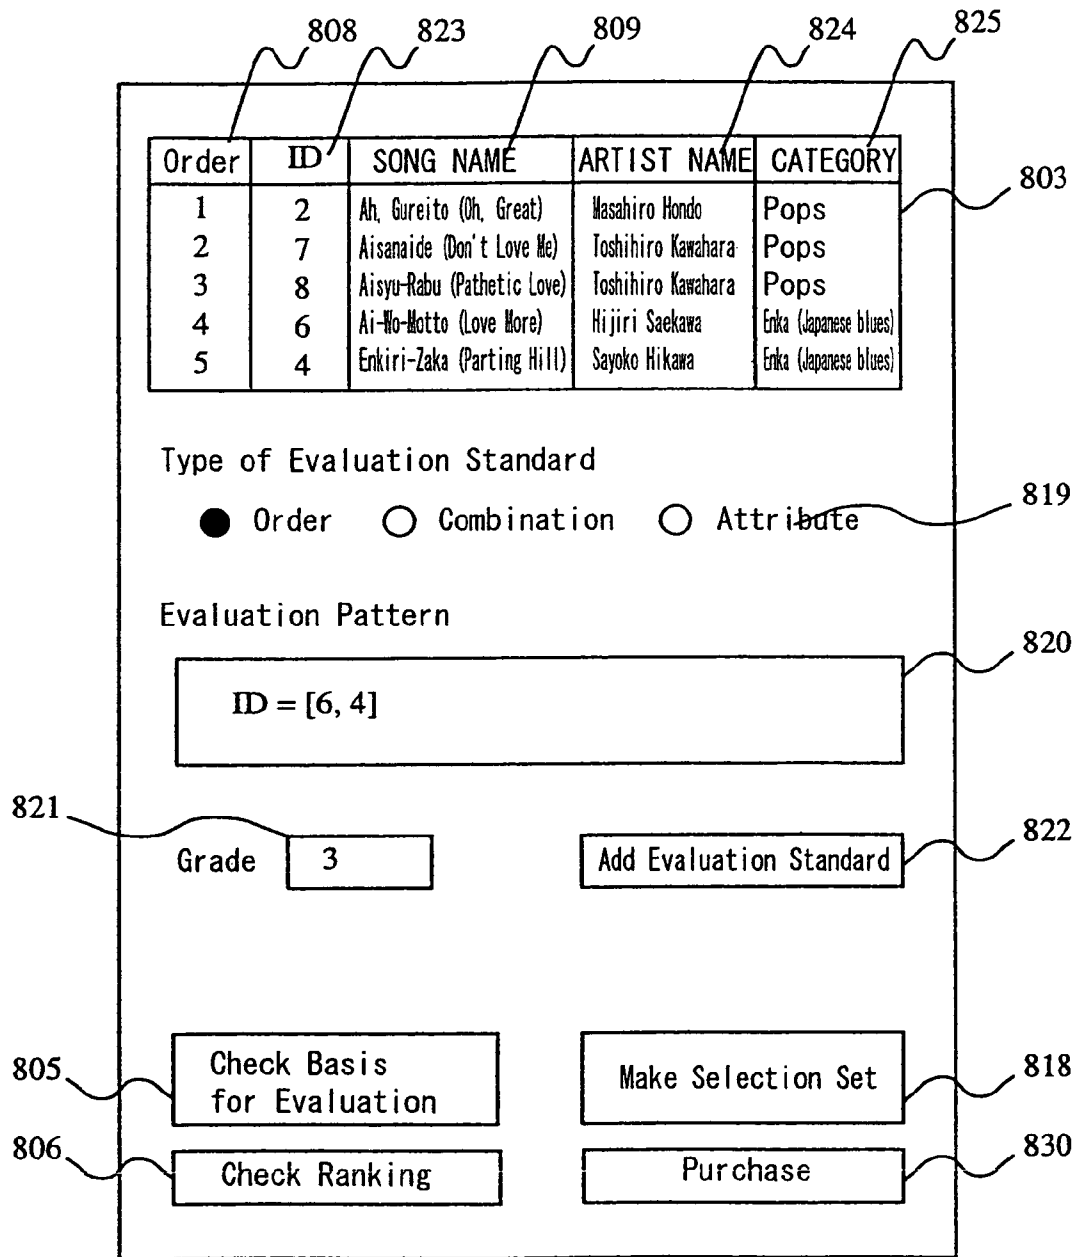 808 823 809 824 825
Order ID SONG NAME ARTIST NAME CATEGORY
803
1 2 Ah, Gureito (Oh, Great) Masahiro Hondo Pops
2 7 Aisanaide (Don't Love Me) Toshihiro Kawahara Pops
3 8 Aisyu-Rabu (Pathetic Love) Toshihiro Kawahara Pops
4 6 Ai-No-Motto (Love More) Hijiri Saekawa Enka (Japanese blues)
5 4 Enkiri-Zaka (Parting Hill) Sayoko Hikawa Enka (Japanese blues)
Type of Evaluation Standard
819
Order Combination Attribute
Evaluation Pattern
820
ID = [6, 4]
821
822
Grade 3 Add Evaluation Standard
805 Check Basis for Evaluation
Make Selection Set 818
806 Check Ranking
Purchase 830